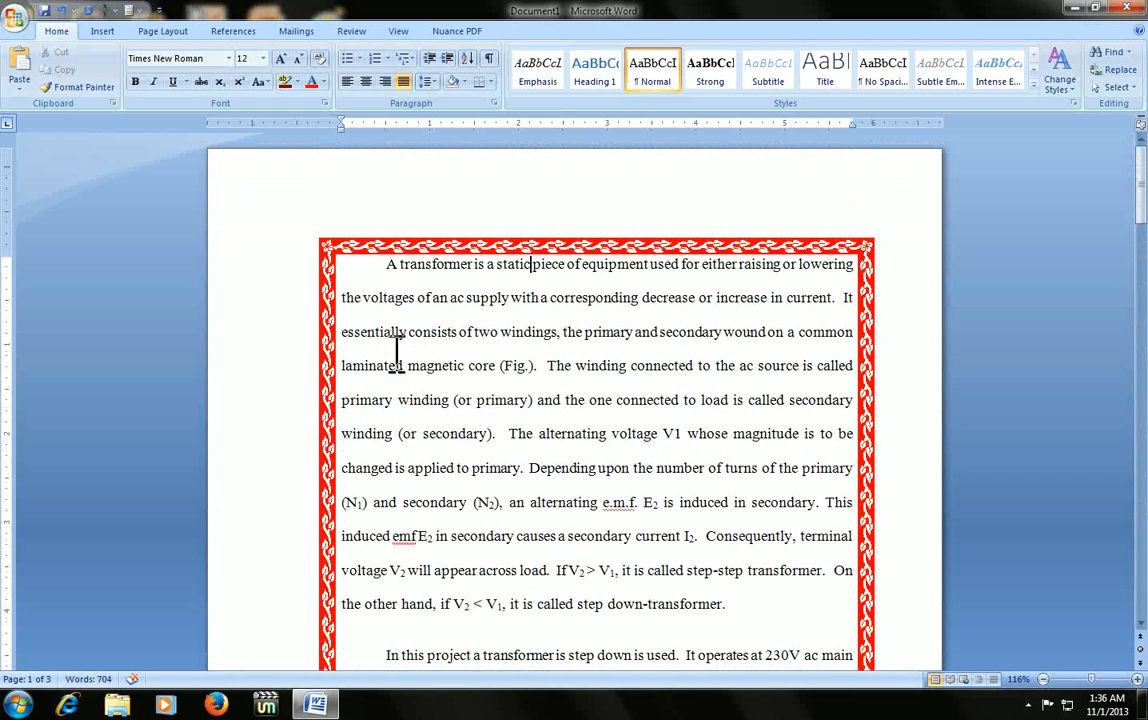 Document1 - Microsoft Word
Home Insert Page Layout References Mailings Review View Nuance PDF
Cut
Copy
Format Painter
Paste
Clipboard
Times New Roman 12
B I U abc X₂ X² Aa
Font
Paragraph
AaBbCcI AaBbCc AaBbCcI AaBbCcI AaBbCcI AaBl AaBbCcI AaBbCcI AaBbCcI
Emphasis Heading 1 ¶ Normal Strong Subtitle Title ¶ No Spaci... Subtle Em... Intense E...
Change Styles
Styles
Find
Replace
Select
Editing
A transformer is a static piece of equipment used for either raising or lowering
the voltages of an ac supply with a corresponding decrease or increase in current. It
essentially consists of two windings, the primary and secondary wound on a common
laminated magnetic core (Fig.). The winding connected to the ac source is called
primary winding (or primary) and the one connected to load is called secondary
winding (or secondary). The alternating voltage V1 whose magnitude is to be
changed is applied to primary. Depending upon the number of turns of the primary
(N₁) and secondary (N₂), an alternating e.m.f. E₂ is induced in secondary. This
induced emf E₂ in secondary causes a secondary current I₂. Consequently, terminal
voltage V₂ will appear across load. If V₂ > V₁, it is called step-step transformer. On
the other hand, if V₂ < V₁, it is called step down-transformer.
In this project a transformer is step down is used. It operates at 230V ac main
Page: 1 of 3 Words: 704 116%
1:36 AM
11/1/2013